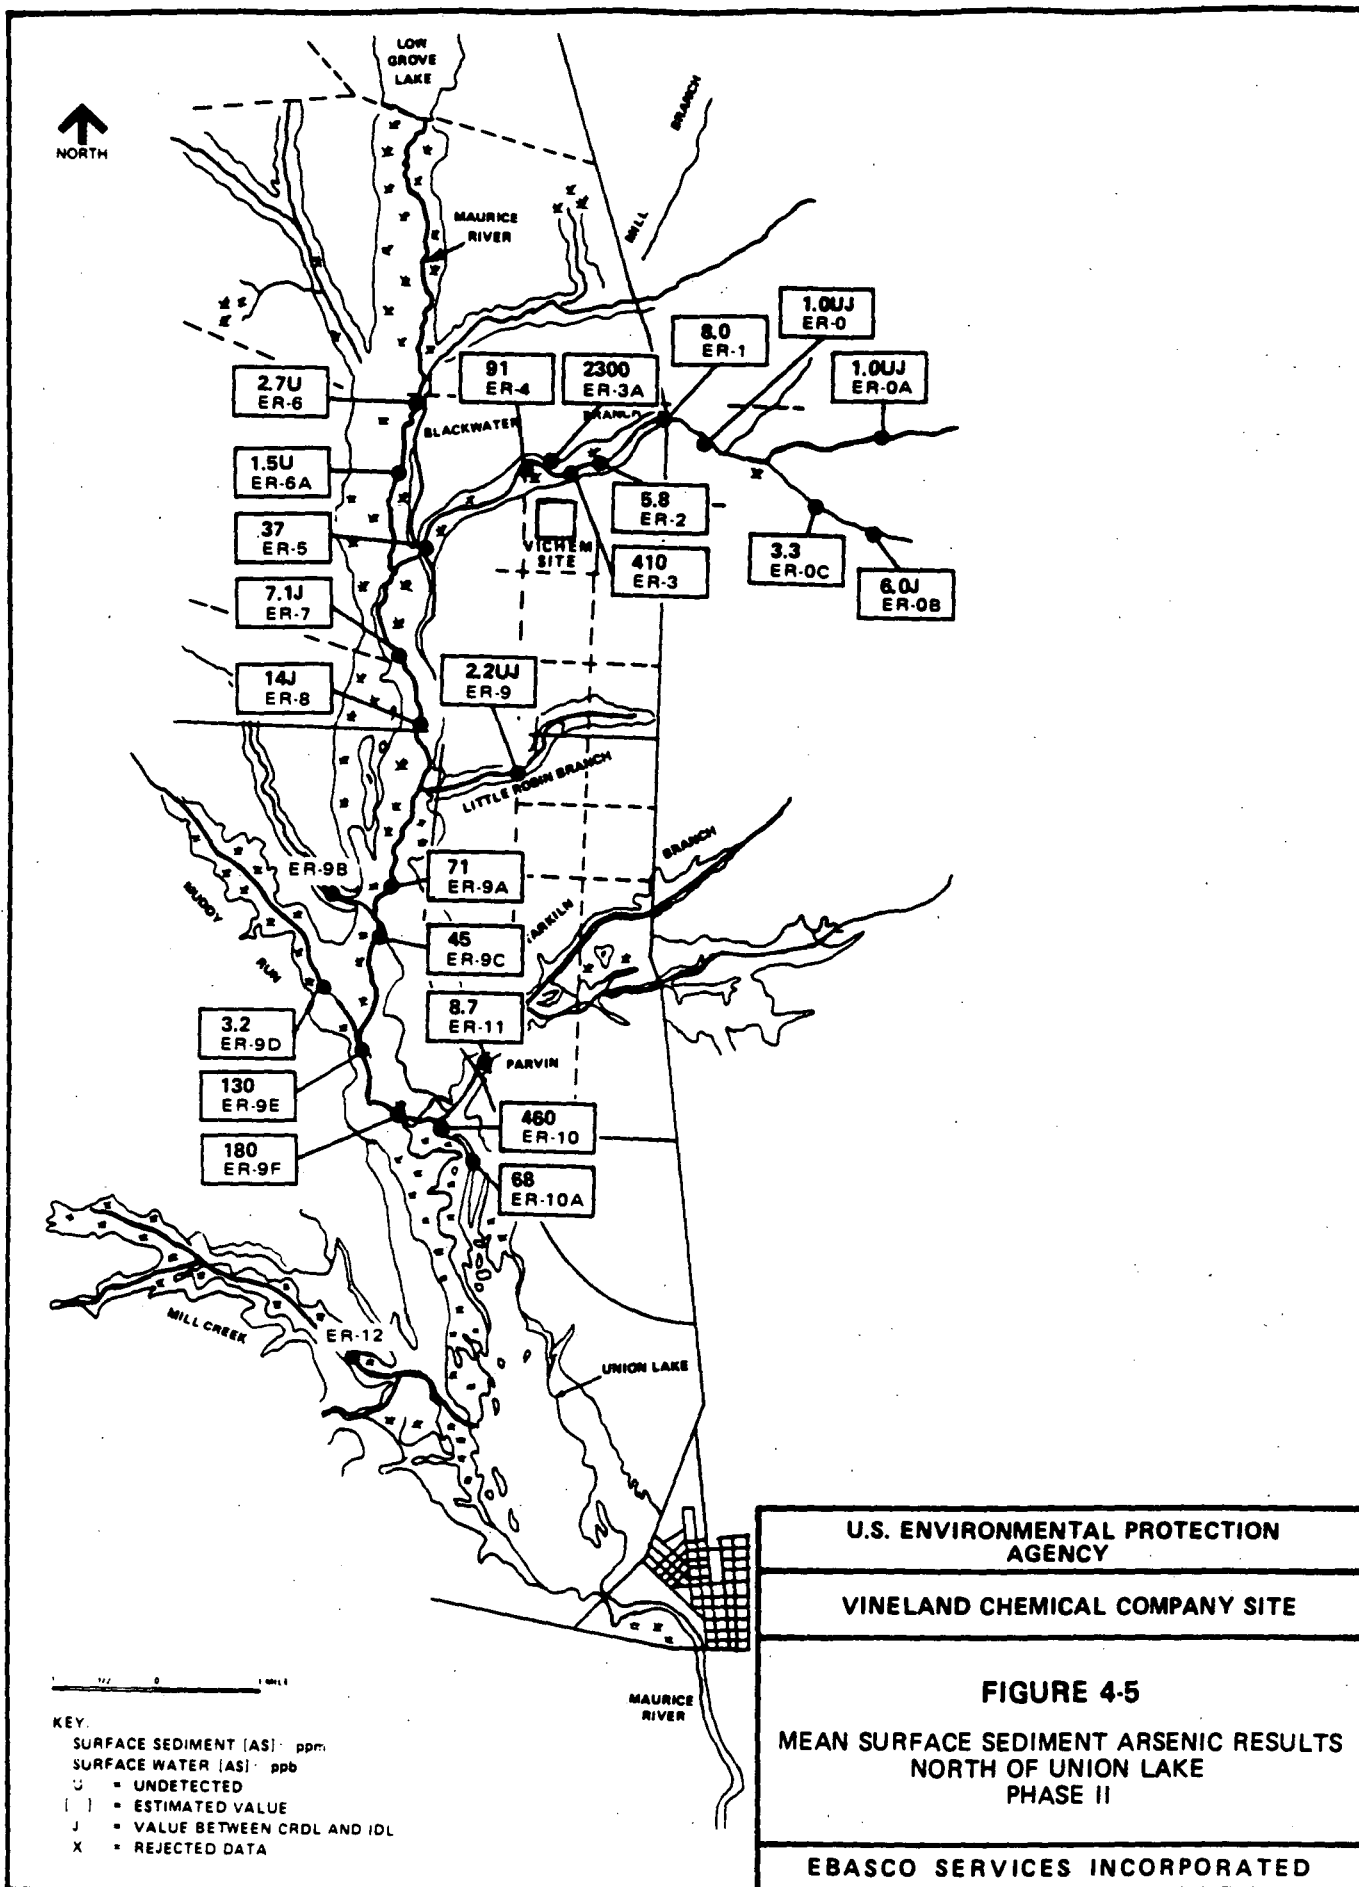 LOW
GROVE
LAKE
NORTH
MAURICE
RIVER
MILL
BRANCH
1.0UJ
ER-0
8.0
ER-1
1.0UJ
ER-0A
2.7U
ER-6
91
ER-4
2300
ER-3A
BLACKWATER
BRANCH
1.5U
ER-6A
5.8
ER-2
37
ER-5
VICHEM
SITE
410
ER-3
3.3
ER-0C
6.0J
ER-0B
7.1J
ER-7
14J
ER-8
2.2UJ
ER-9
LITTLE ROBIN BRANCH
ER-9B
71
ER-9A
BRANCH
MUDDY
RUN
45
ER-9C
3.2
ER-9D
8.7
ER-11
PARVIN
130
ER-9E
460
ER-10
180
ER-9F
68
ER-10A
MILL CREEK
ER-12
UNION LAKE
MAURICE
RIVER
1 1/2 0 1 MILE
KEY:
SURFACE SEDIMENT [AS]: ppm
SURFACE WATER [AS]: ppb
U = UNDETECTED
[ ] = ESTIMATED VALUE
J = VALUE BETWEEN CRDL AND IDL
X = REJECTED DATA
U.S. ENVIRONMENTAL PROTECTION
AGENCY
VINELAND CHEMICAL COMPANY SITE
FIGURE 4-5
MEAN SURFACE SEDIMENT ARSENIC RESULTS
NORTH OF UNION LAKE
PHASE II
EBASCO SERVICES INCORPORATED